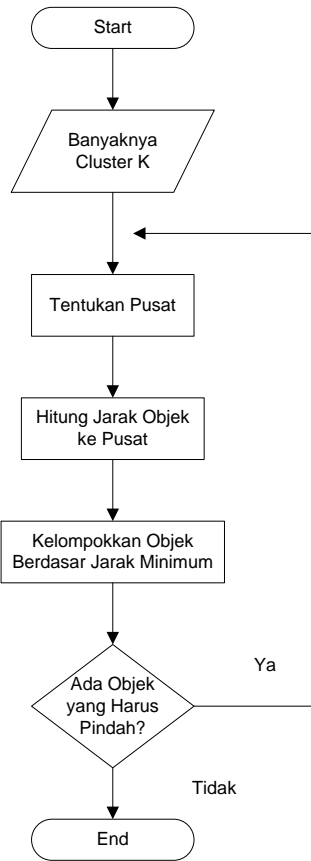 Start
Banyaknya
Cluster K
Tentukan Pusat
Hitung Jarak Objek
ke Pusat
Kelompokkan Objek
Berdasar Jarak Minimum
Ada Objek
yang Harus
Pindah?
Ya
Tidak
End